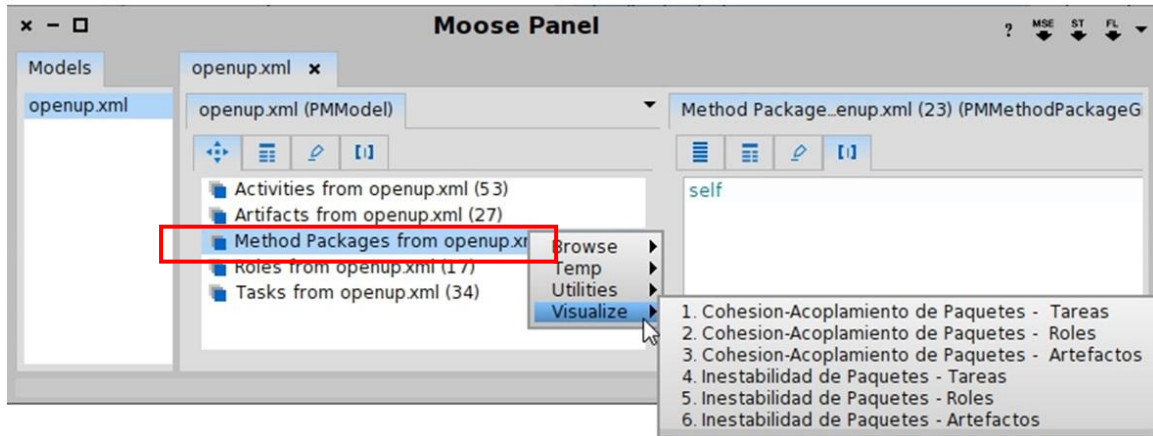 Moose Panel
? MSE ST FL
Models
openup.xml
openup.xml
openup.xml (PMModel)
Method Package…enup.xml (23) (PMMethodPackageG
self
Activities from openup.xml (53)
Artifacts from openup.xml (27)
Method Packages from openup.xm
Roles from openup.xml (17)
Tasks from openup.xml (34)
Browse
Temp
Utilities
Visualize
1. Cohesion-Acoplamiento de Paquetes - Tareas
2. Cohesion-Acoplamiento de Paquetes - Roles
3. Cohesion-Acoplamiento de Paquetes - Artefactos
4. Inestabilidad de Paquetes - Tareas
5. Inestabilidad de Paquetes - Roles
6. Inestabilidad de Paquetes - Artefactos